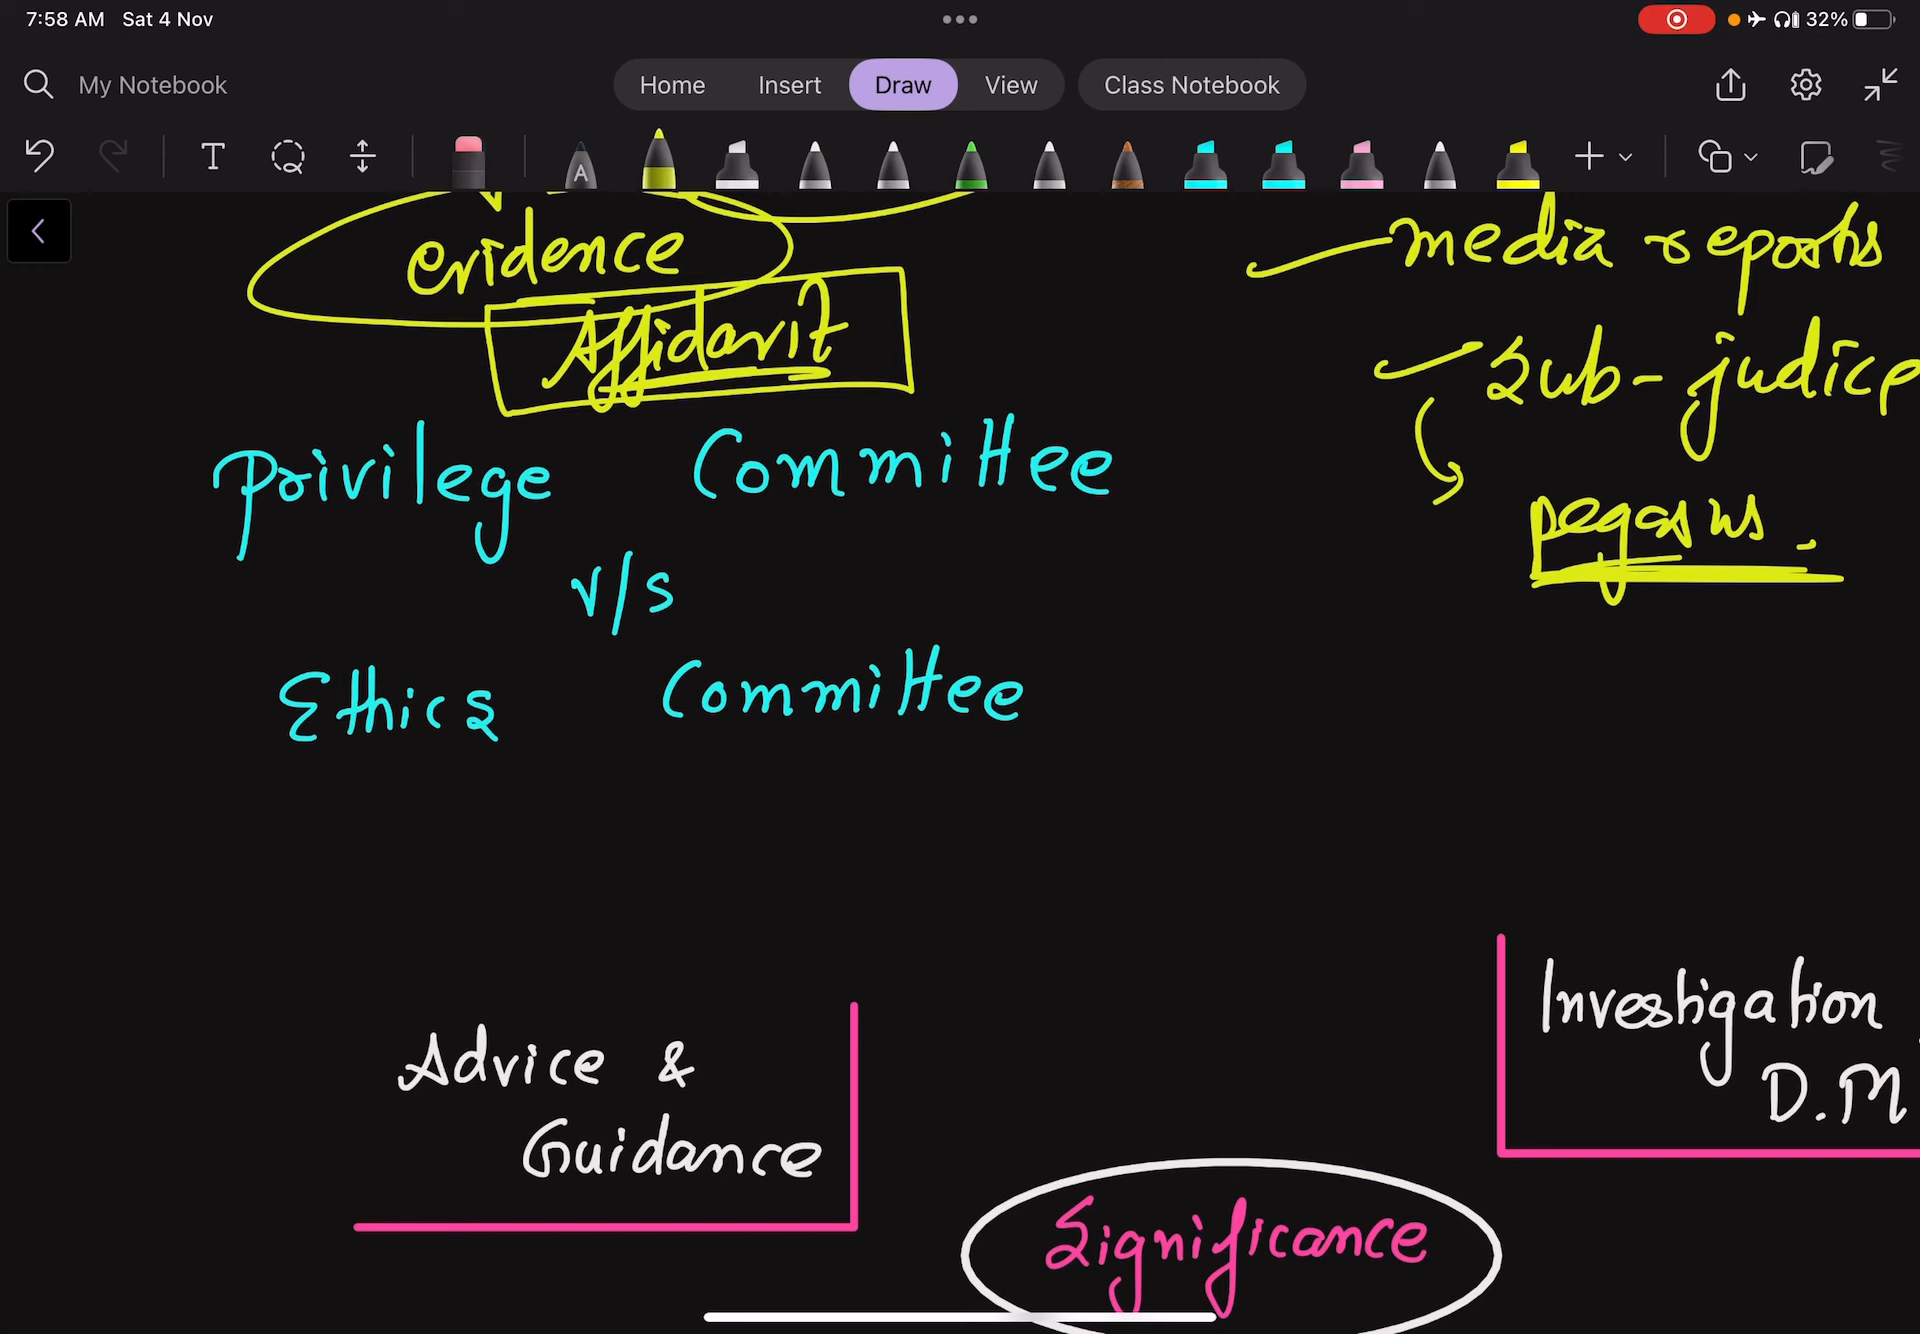 7:58 AM Sat 4 Nov
32%
My Notebook
Home Insert Draw View Class Notebook
T
A
evidence
Affidavit
media reports
sub-judice
pegasus.
Privilege Committee
v/s
Ethics Committee
Advice &
Guidance
Investigation
D.M
Significance